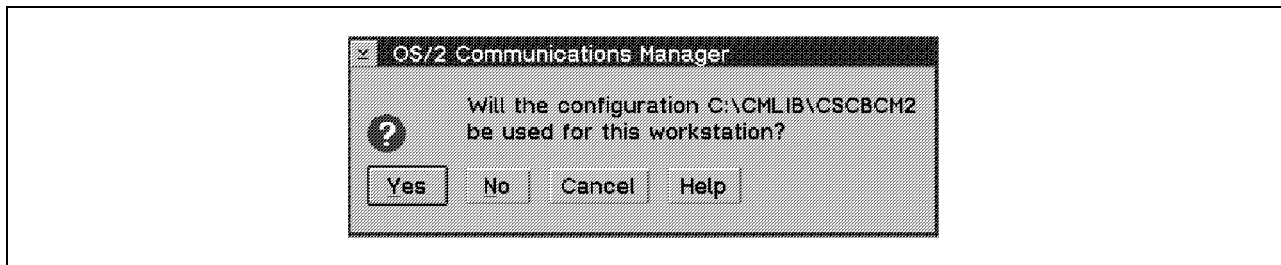 OS/2 Communications Manager
Will the configuration C:\CMLIB\CSCBCM2
be used for this workstation?
Yes No Cancel Help